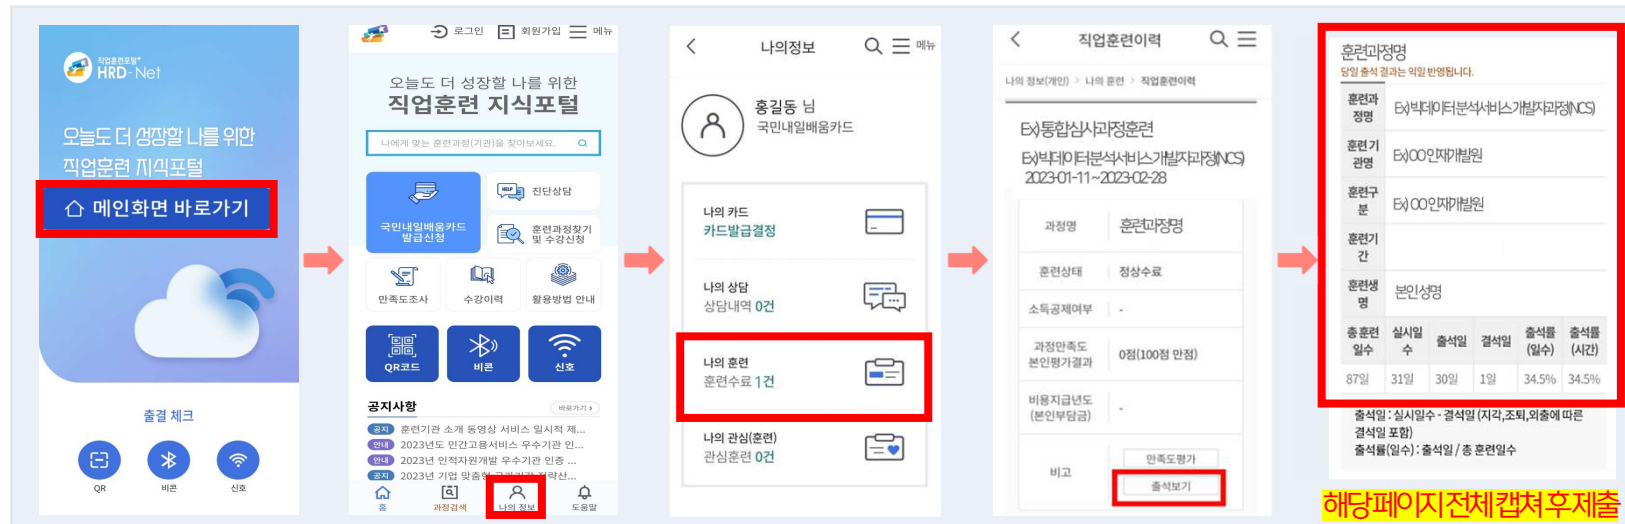 직업훈련포털
HRD-Net
오늘도 더 성장할 나를 위한
직업훈련 지식포털
메인화면 바로가기
출결 체크
QR 비콘 신호
로그인 회원가입 메뉴
오늘도 더 성장할 나를 위한
직업훈련 지식포털
나에게 맞는 훈련과정(기관)을 찾아보세요.
국민내일배움카드
발급신청
HELP
진단상담
훈련과정찾기
및 수강신청
만족도조사 수강이력 활용방법 안내
QR코드 비콘 신호
공지사항 바로가기 >
공지 훈련기관 소개 동영상 서비스 일시적 제...
안내 2023년도 민간고용서비스 우수기관 인...
안내 2023년 인적자원개발 우수기관 인증 ...
공지 2023년 기업 맞춤형
홈 과정검색 나의 정보 도움말
나의정보 메뉴
홍길동 님
국민내일배움카드
나의 카드
카드발급결정
나의 상담
상담내역 0건
나의 훈련
훈련수료 1건
나의 관심(훈련)
관심훈련 0건
직업훈련이력
나의 정보(개인) > 나의 훈련 > 직업훈련이력
Ex)통합심사과정훈련
Ex)빅데이터분석서비스개발자과정(NCS)
2023-01-11~2023-02-28
과정명 훈련과정명
훈련상태 정상수료
소득공제여부 -
과정만족도
본인평가결과
0점(100점 만점)
비용지급년도
(본인부담금)
-
비고
만족도평가
출석보기
훈련과정명
당일 출석 결과는 익일 반영됩니다.
훈련과
정명
Ex)빅데이터분석서비스개발자과정(NCS)
훈련기
관명
Ex)OO인재개발원
훈련구
분
Ex)OO인재개발원
훈련기
간
훈련생
명
본인성명
총 훈련
일수
실시일
수
출석일
결석일
출석률
(일수)
출석률
(시간)
87일 31일 30일 1일 34.5% 34.5%
출석일 : 실시일수 - 결석일 (지각,조퇴,외출에 따른
결석일 포함)
출석률(일수) : 출석일 / 총 훈련일수
해당페이지전체캡쳐후제출